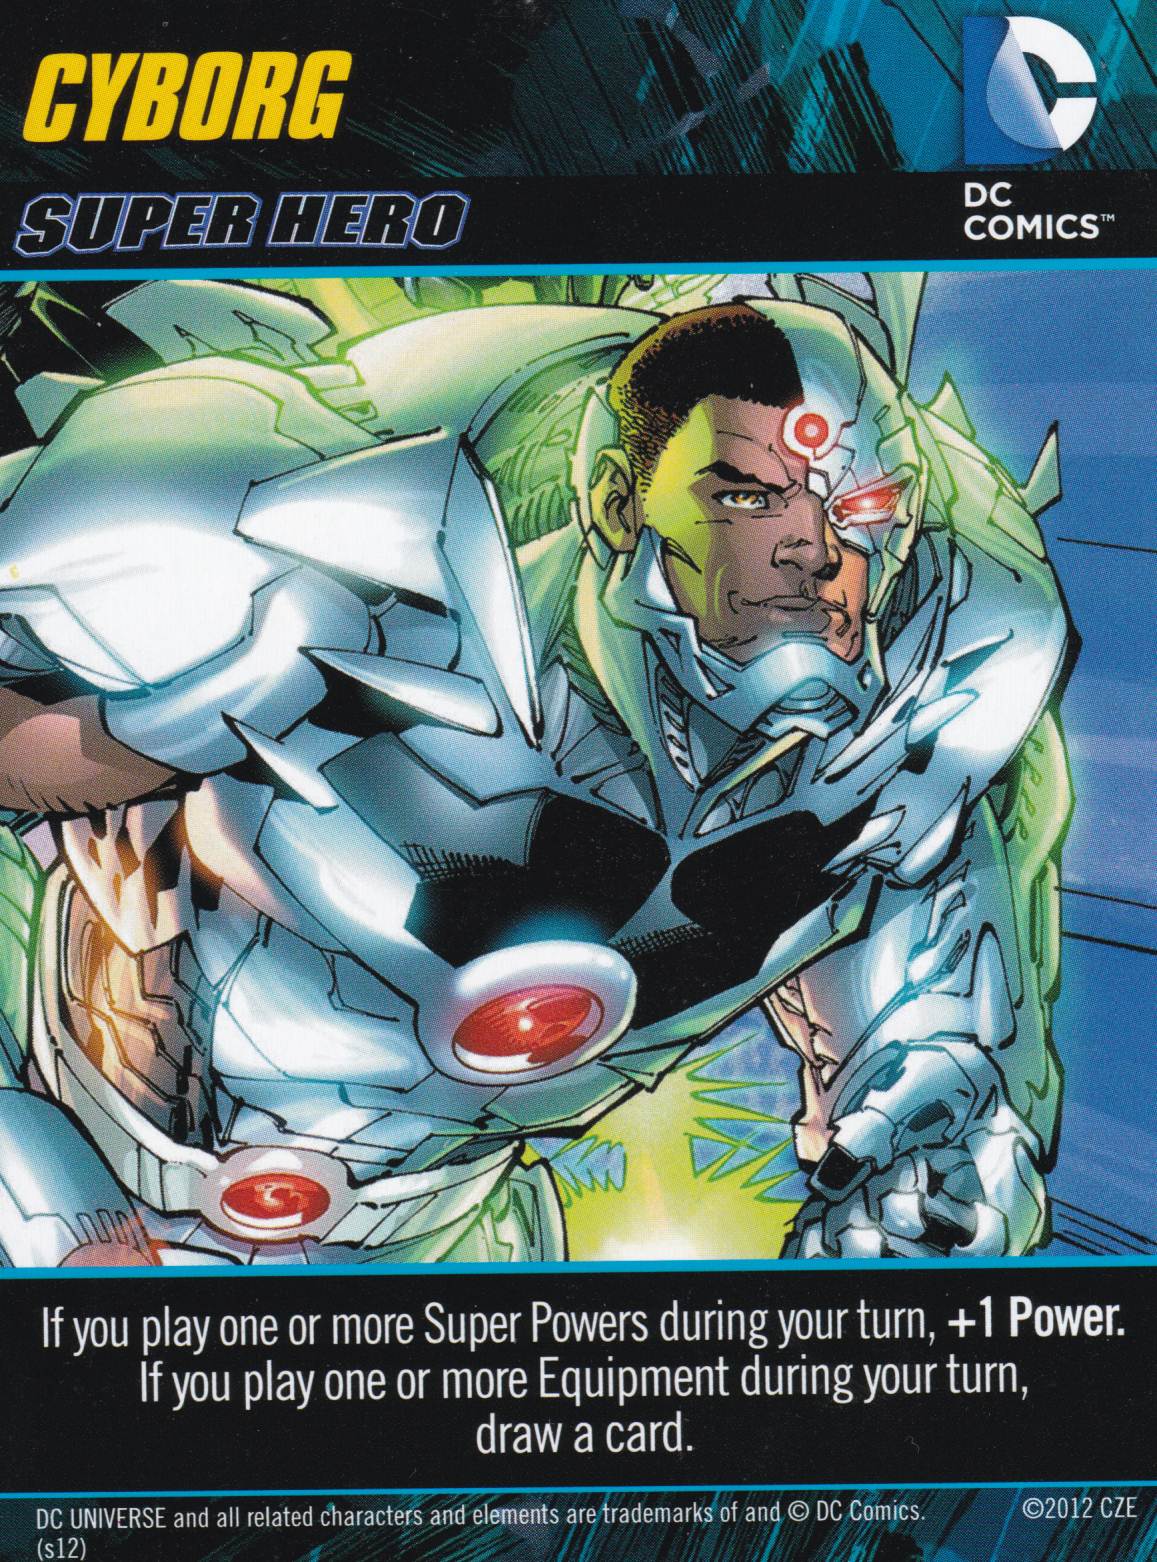 CYBORG
SUPER HERO
DC
COMICS™
If you play one or more Super Powers during your turn, +1 Power.
If you play one or more Equipment during your turn,
draw a card.
DC UNIVERSE and all related characters and elements are trademarks of and © DC Comics.
(s12)
©2012 CZE